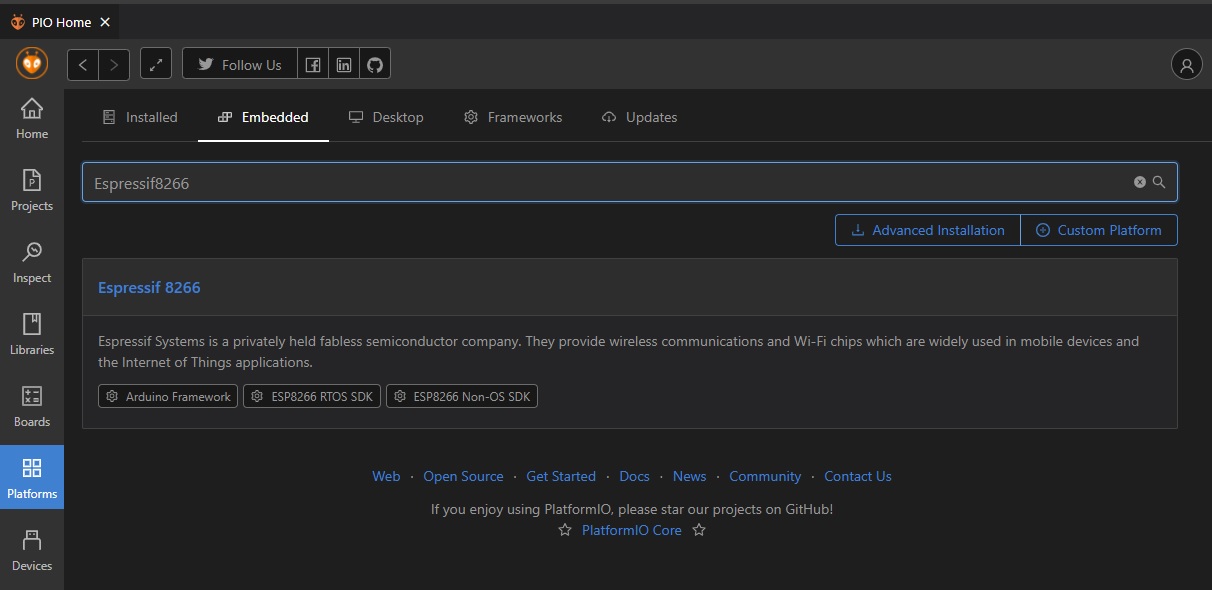 PIO Home
Follow Us
Home
Projects
Inspect
Libraries
Boards
Platforms
Devices
Installed Embedded Desktop Frameworks Updates
Espressif8266
Advanced Installation Custom Platform
Espressif 8266
Espressif Systems is a privately held fabless semiconductor company. They provide wireless communications and Wi-Fi chips which are widely used in mobile devices and
the Internet of Things applications.
Arduino Framework ESP8266 RTOS SDK ESP8266 Non-OS SDK
Web · Open Source · Get Started · Docs · News · Community · Contact Us
If you enjoy using PlatformIO, please star our projects on GitHub!
PlatformIO Core